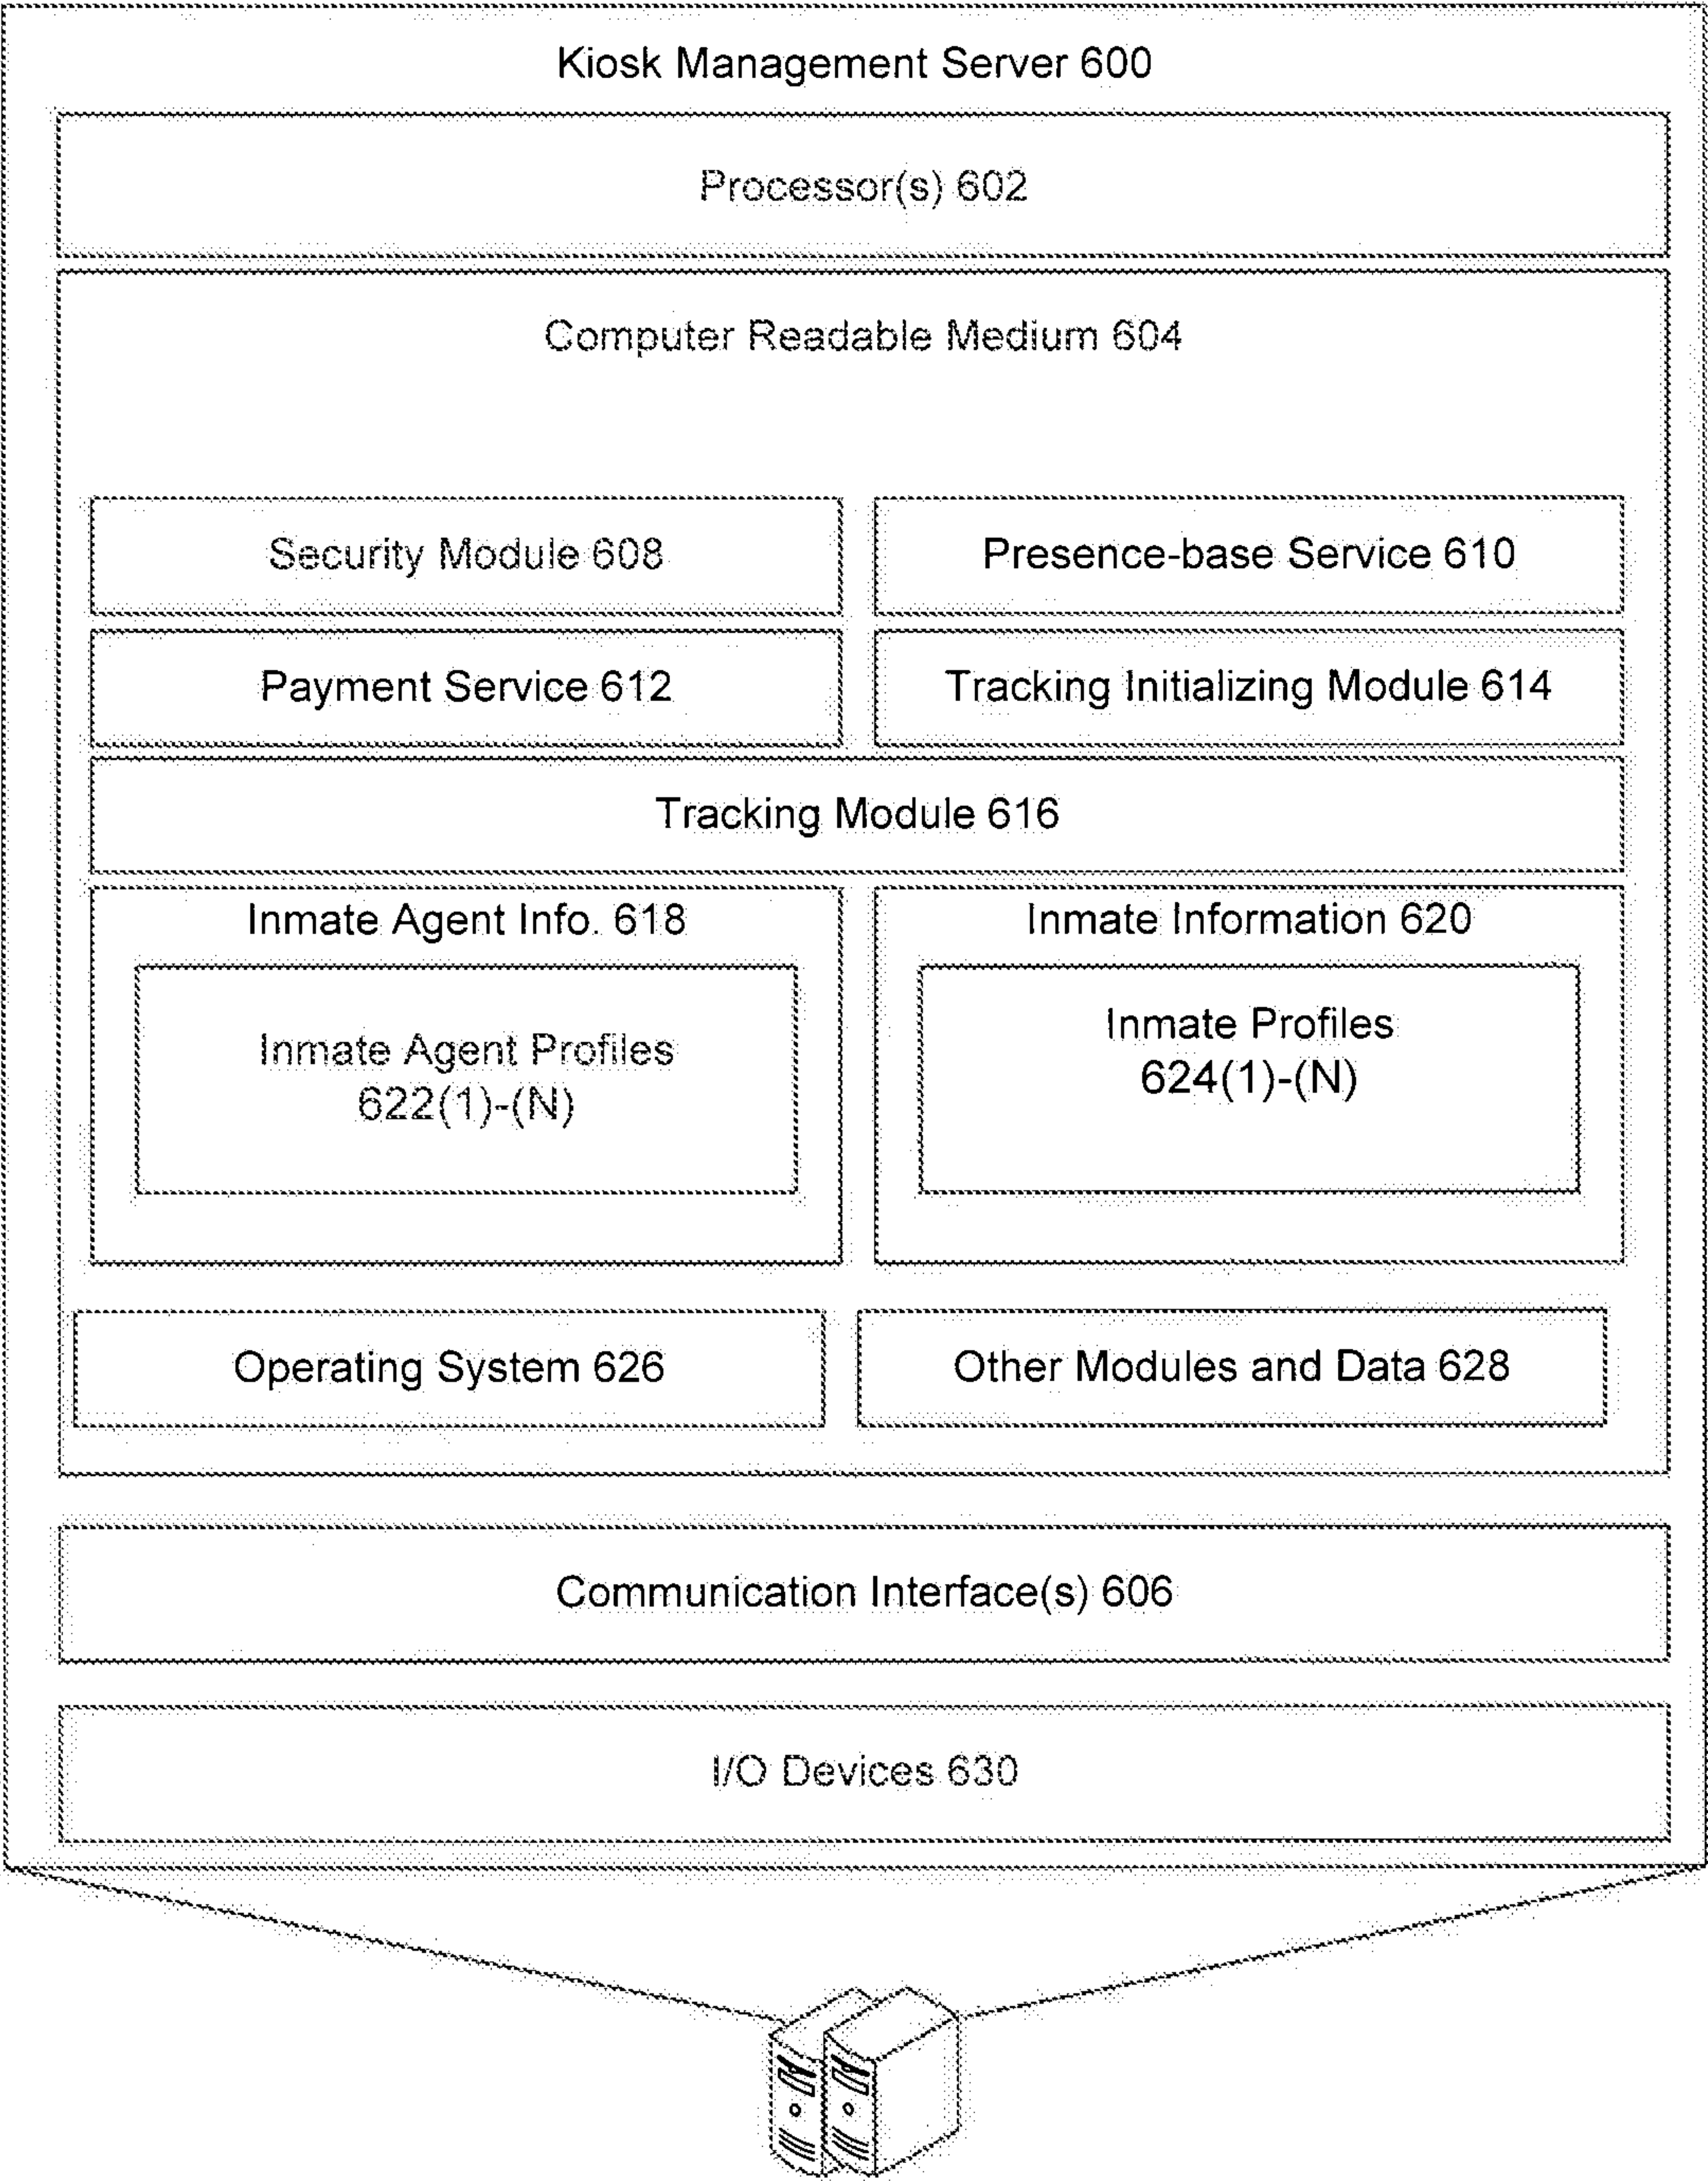 Kiosk Management Server 600
Processor(s) 602
Computer Readable Medium 604
Security Module 608
Presence-base Service 610
Payment Service 612
Tracking Initializing Module 614
Tracking Module 616
Inmate Agent Info. 618
Inmate Agent Profiles
622(1)-(N)
Inmate Information 620
Inmate Profiles
624(1)-(N)
Operating System 626
Other Modules and Data 628
Communication Interface(s) 606
I/O Devices 630